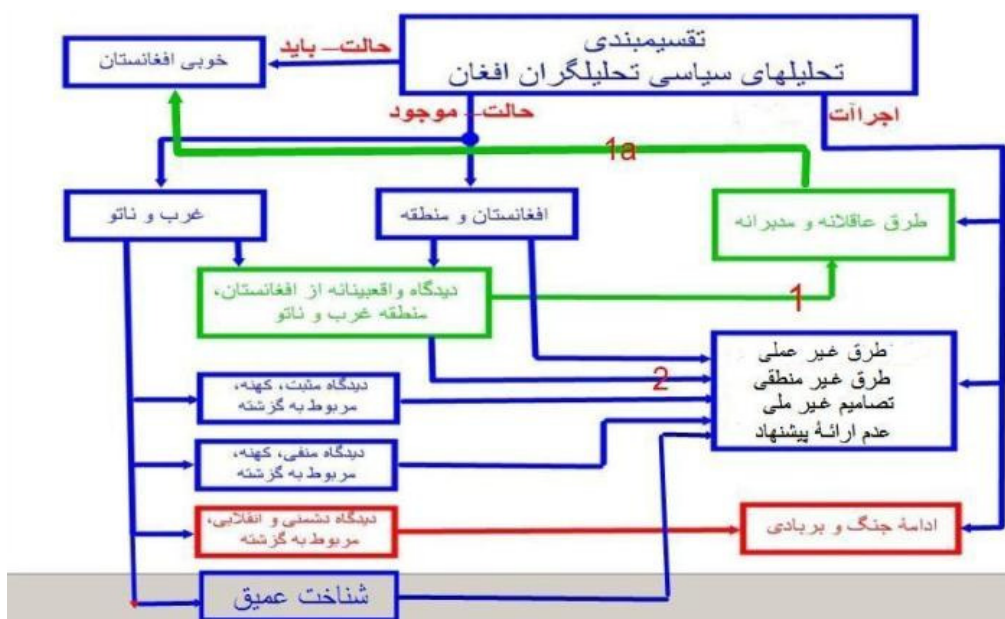 تقسیمبندی
تحلیلهای سیاسی تحلیلگران افغان
حالت- باید
خوبی افغانستان
حالت- موجود
اجراآت
1a
غرب و ناتو
افغانستان و منطقه
طرق عاقلانه و مدبرانه
دیدگاه واقعبینانه از افغانستان،
منطقه غرب و ناتو
1
طرق غیر عملی
طرق غیر منطقی
تصامیم غیر ملی
عدم ارائۀ پیشنهاد
2
دیدگاه مثبت، کهنه،
مربوط به گزشته
دیدگاه منفی، کهنه،
مربوط به گزشته
دیدگاه دشمنی و انقلابی،
مربوط به گزشته
ادامۀ جنگ و بربادی
شناخت عمیق